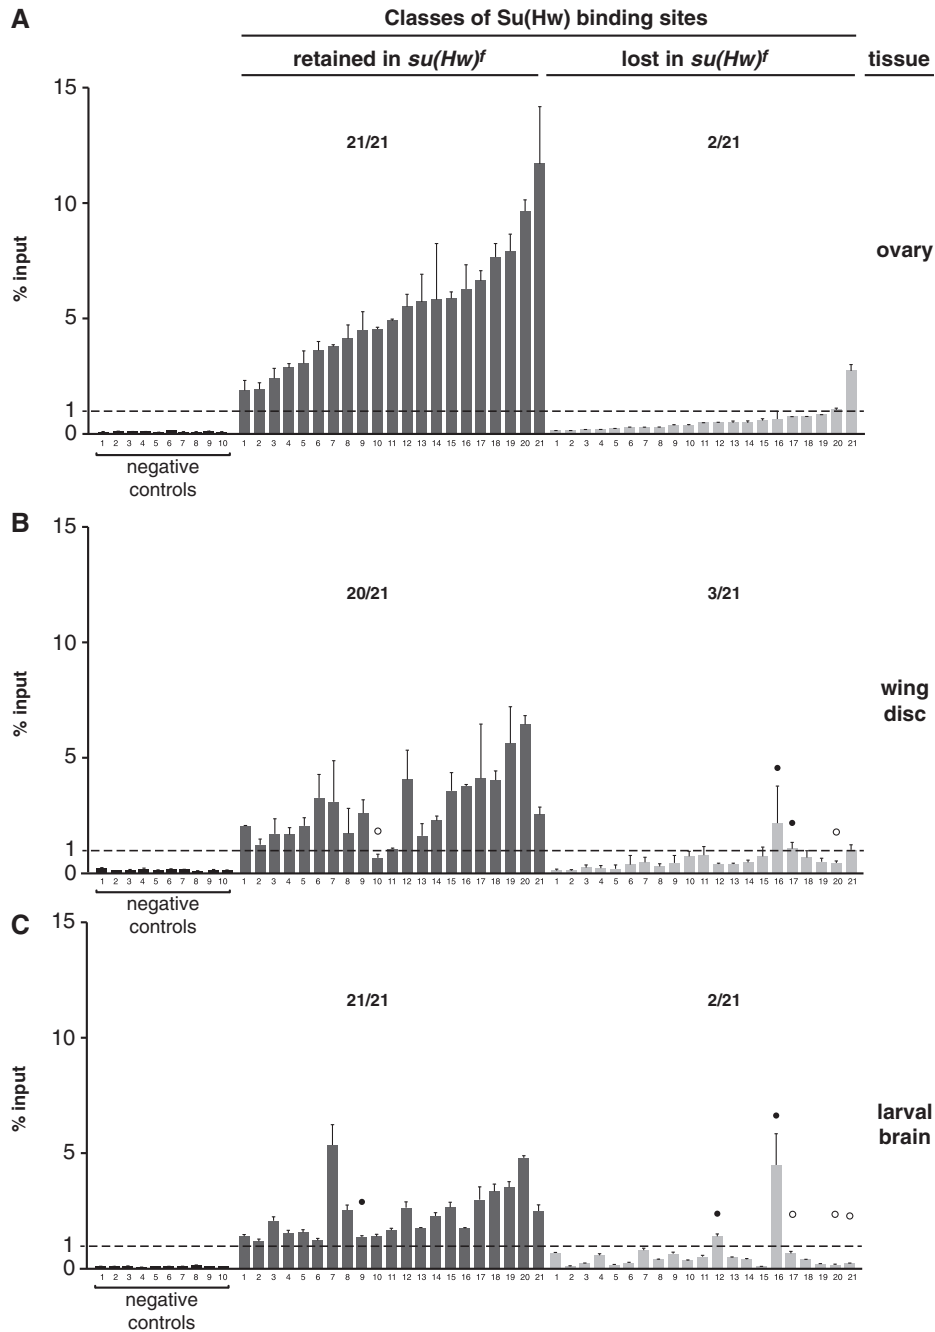 A
Classes of Su(Hw) binding sites
retained in su(Hw)f lost in su(Hw)f tissue
15
21/21 2/21
10
% input
ovary
5
1
0
1 2 3 4 5 6 7 8 9 10 1 2 3 4 5 6 7 8 9 10 11 12 13 14 15 16 17 18 19 20 21 1 2 3 4 5 6 7 8 9 10 11 12 13 14 15 16 17 18 19 20 21
negative
controls
B
15
20/21 3/21
10
% input
wing
disc
5
1
0
1 2 3 4 5 6 7 8 9 10 1 2 3 4 5 6 7 8 9 10 11 12 13 14 15 16 17 18 19 20 21 1 2 3 4 5 6 7 8 9 10 11 12 13 14 15 16 17 18 19 20 21
negative
controls
C
15
21/21 2/21
10
% input
larval
brain
5
1
0
1 2 3 4 5 6 7 8 9 10 1 2 3 4 5 6 7 8 9 10 11 12 13 14 15 16 17 18 19 20 21 1 2 3 4 5 6 7 8 9 10 11 12 13 14 15 16 17 18 19 20 21
negative
controls